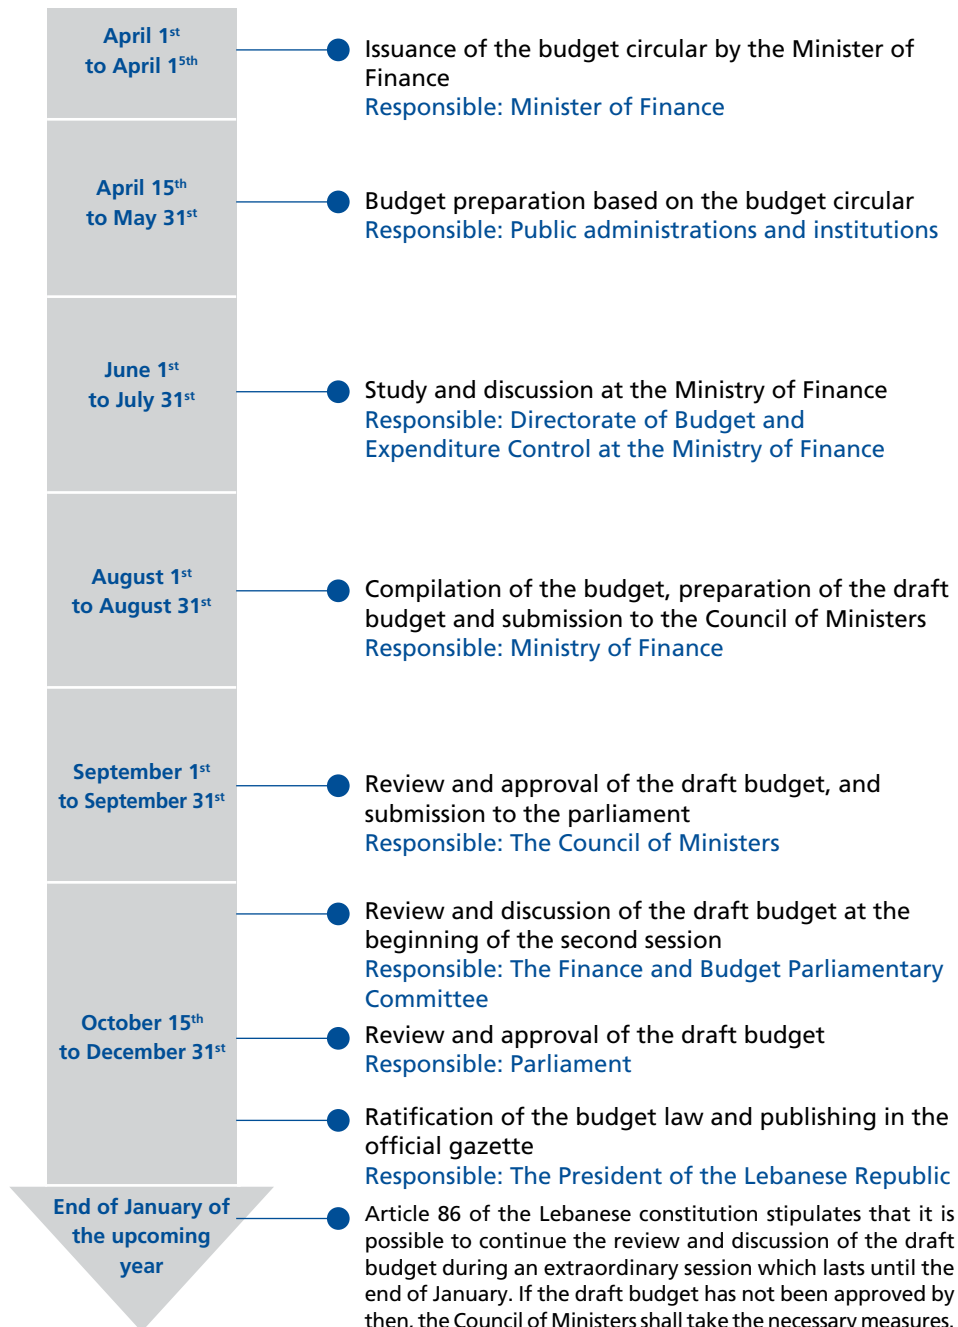 April 1st
to April 15th
Issuance of the budget circular by the Minister of
Finance
Responsible: Minister of Finance
April 15th
to May 31st
Budget preparation based on the budget circular
Responsible: Public administrations and institutions
June 1st
to July 31st
Study and discussion at the Ministry of Finance
Responsible: Directorate of Budget and
Expenditure Control at the Ministry of Finance
August 1st
to August 31st
Compilation of the budget, preparation of the draft
budget and submission to the Council of Ministers
Responsible: Ministry of Finance
September 1st
to September 31st
Review and approval of the draft budget, and
submission to the parliament
Responsible: The Council of Ministers
October 15th
to December 31st
Review and discussion of the draft budget at the
beginning of the second session
Responsible: The Finance and Budget Parliamentary
Committee
Review and approval of the draft budget
Responsible: Parliament
Ratification of the budget law and publishing in the
official gazette
Responsible: The President of the Lebanese Republic
End of January of
the upcoming
year
Article 86 of the Lebanese constitution stipulates that it is
possible to continue the review and discussion of the draft
budget during an extraordinary session which lasts until the
end of January. If the draft budget has not been approved by
then, the Council of Ministers shall take the necessary measures.